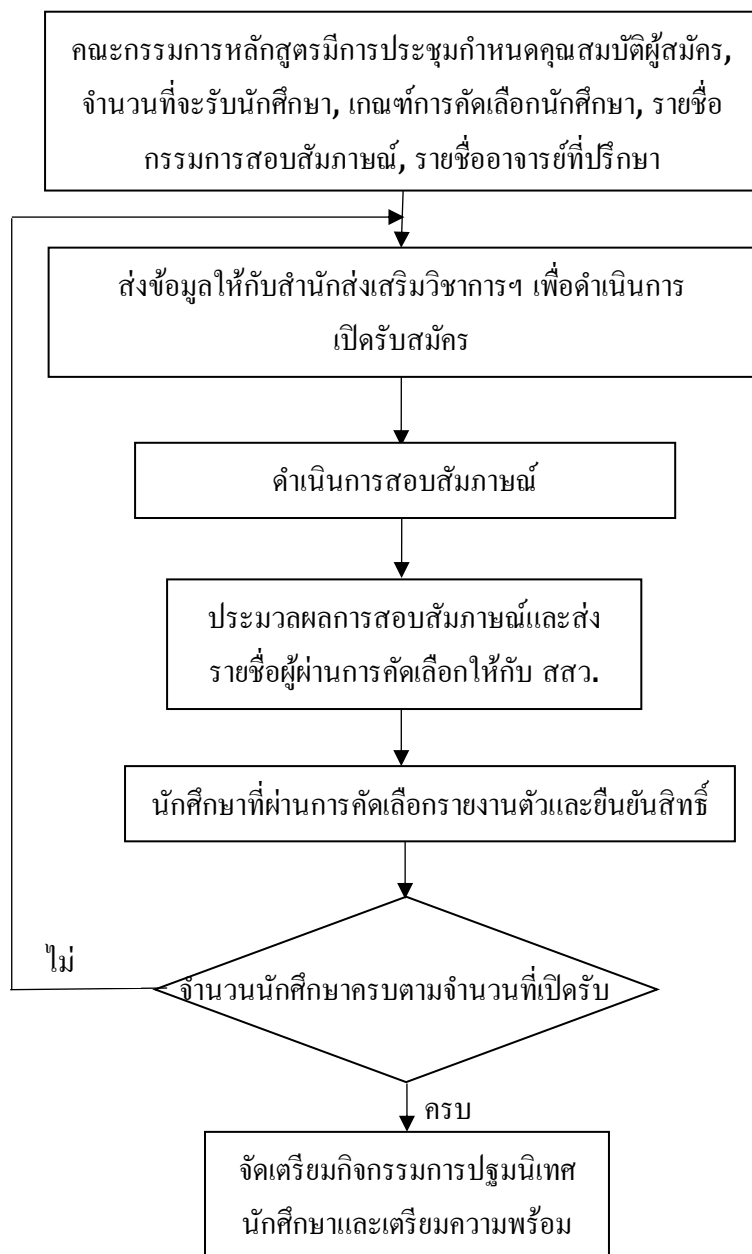 คณะกรรมการหลักสูตรมีการประชุมกำหนดคุณสมบัติผู้สมัคร,
จำนวนที่จะรับนักศึกษา, เกณฑ์การคัดเลือกนักศึกษา, รายชื่อ
กรรมการสอบสัมภาษณ์, รายชื่ออาจารย์ที่ปรึกษา
ส่งข้อมูลให้กับสำนักส่งเสริมวิชาการฯ เพื่อดำเนินการ
เปิดรับสมัคร
ดำเนินการสอบสัมภาษณ์
ประมวลผลการสอบสัมภาษณ์และส่ง
รายชื่อผู้ผ่านการคัดเลือกให้กับ สสว.
นักศึกษาที่ผ่านการคัดเลือกรายงานตัวและยืนยันสิทธิ์
ไม่
จำนวนนักศึกษาครบตามจำนวนที่เปิดรับ
ครบ
จัดเตรียมกิจกรรมการปฐมนิเทศ
นักศึกษาและเตรียมความพร้อม